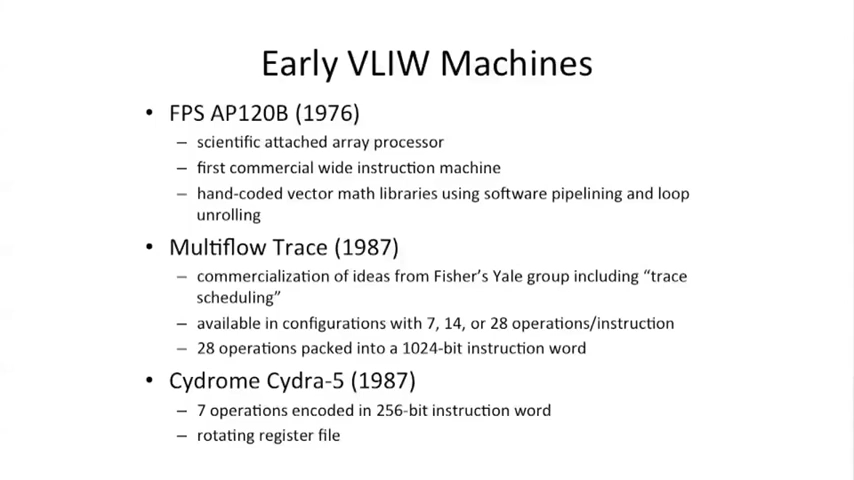 Early VLIW Machines
• FPS AP120B (1976)
– scientific attached array processor
– first commercial wide instruction machine
– hand-coded vector math libraries using software pipelining and loop
unrolling
• Multiflow Trace (1987)
– commercialization of ideas from Fisher's Yale group including "trace
scheduling"
– available in configurations with 7, 14, or 28 operations/instruction
– 28 operations packed into a 1024-bit instruction word
• Cydrome Cydra-5 (1987)
– 7 operations encoded in 256-bit instruction word
– rotating register file